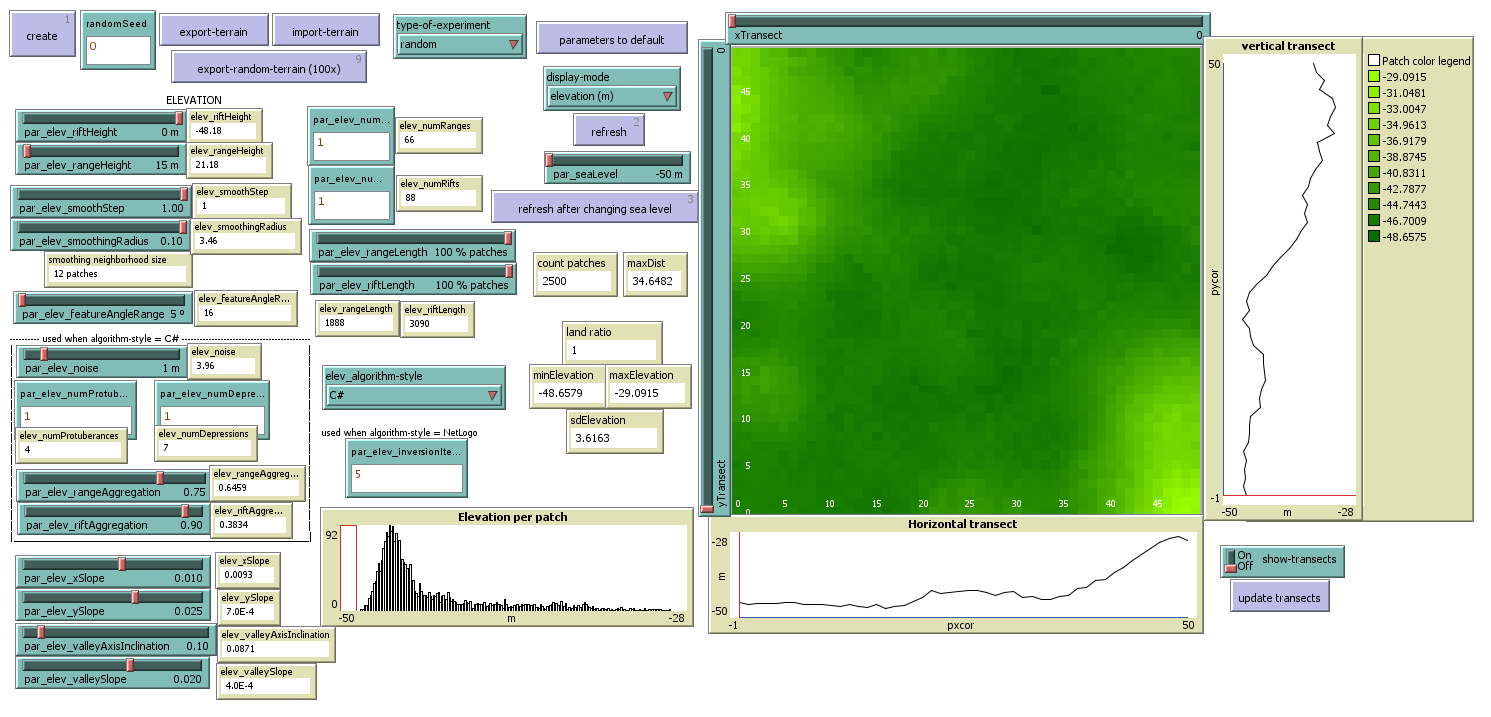 create
1
randomSeed
0
export-terrain
import-terrain
export-random-terrain (100x)
9
type-of-experiment
random
parameters to default
display-mode
elevation (m)
refresh
2
par_seaLevel -50 m
refresh after changing sea level
3
ELEVATION
par_elev_riftHeight 0 m
elev_riftHeight
-48.18
par_elev_rangeHeight 15 m
elev_rangeHeight
21.18
par_elev_smoothStep 1.00
elev_smoothStep
1
par_elev_smoothingRadius 0.10
elev_smoothingRadius
3.46
smoothing neighborhood size
12 patches
par_elev_featureAngleRange 5 º
elev_featureAngleR...
16
par_elev_num...
1
elev_numRanges
66
par_elev_nu...
1
elev_numRifts
88
par_elev_rangeLength 100 % patches
par_elev_riftLength 100 % patches
elev_rangeLength
1888
elev_riftLength
3090
count patches
2500
maxDist
34.6482
land ratio
1
minElevation
-48.6579
maxElevation
-29.0915
sdElevation
3.6163
used when algorithm-style = C#
par_elev_noise 1 m
elev_noise
3.96
par_elev_numProtub...
1
elev_numProtuberances
4
par_elev_numDepre...
1
elev_numDepressions
7
par_elev_rangeAggregation 0.75
elev_rangeAggreg...
0.6459
par_elev_riftAggregation 0.90
elev_riftAggre...
0.3834
elev_algorithm-style
C#
used when algorithm-style = NetLogo
par_elev_inversionIte...
5
par_elev_xSlope 0.010
elev_xSlope
0.0093
par_elev_ySlope 0.025
elev_ySlope
7.0E-4
par_elev_valleyAxisInclination 0.10
elev_valleyAxisInclination
0.0871
par_elev_valleySlope 0.020
elev_valleySlope
4.0E-4
Elevation per patch
92
0
-50 m -28
xTransect 0
yTransect
0
45
40
35
30
25
20
15
10
5
0
0 5 10 15 20 25 30 35 40 45
Horizontal transect
-28
m
-50
-1 pxcor 50
vertical transect
50
pycor
-1
-50 m -28
Patch color legend
-29.0915
-31.0481
-33.0047
-34.9613
-36.9179
-38.8745
-40.8311
-42.7877
-44.7443
-46.7009
-48.6575
On
Off
show-transects
update transects